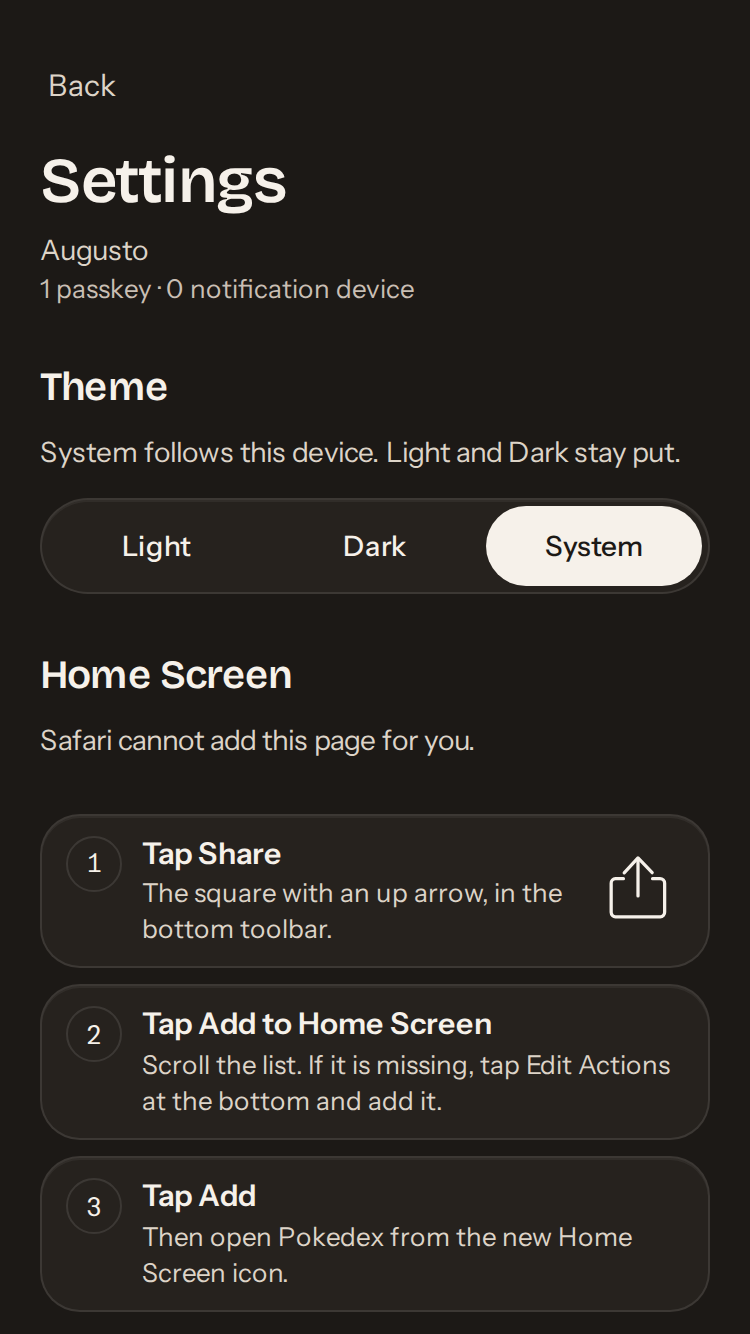 Back
Settings
Augusto
1 passkey · 0 notification device
Theme
System follows this device. Light and Dark stay put.
Light
Dark
System
Home Screen
Safari cannot add this page for you.
1
Tap Share
The square with an up arrow, in the
bottom toolbar.
2
Tap Add to Home Screen
Scroll the list. If it is missing, tap Edit Actions
at the bottom and add it.
3
Tap Add
Then open Pokedex from the new Home
Screen icon.